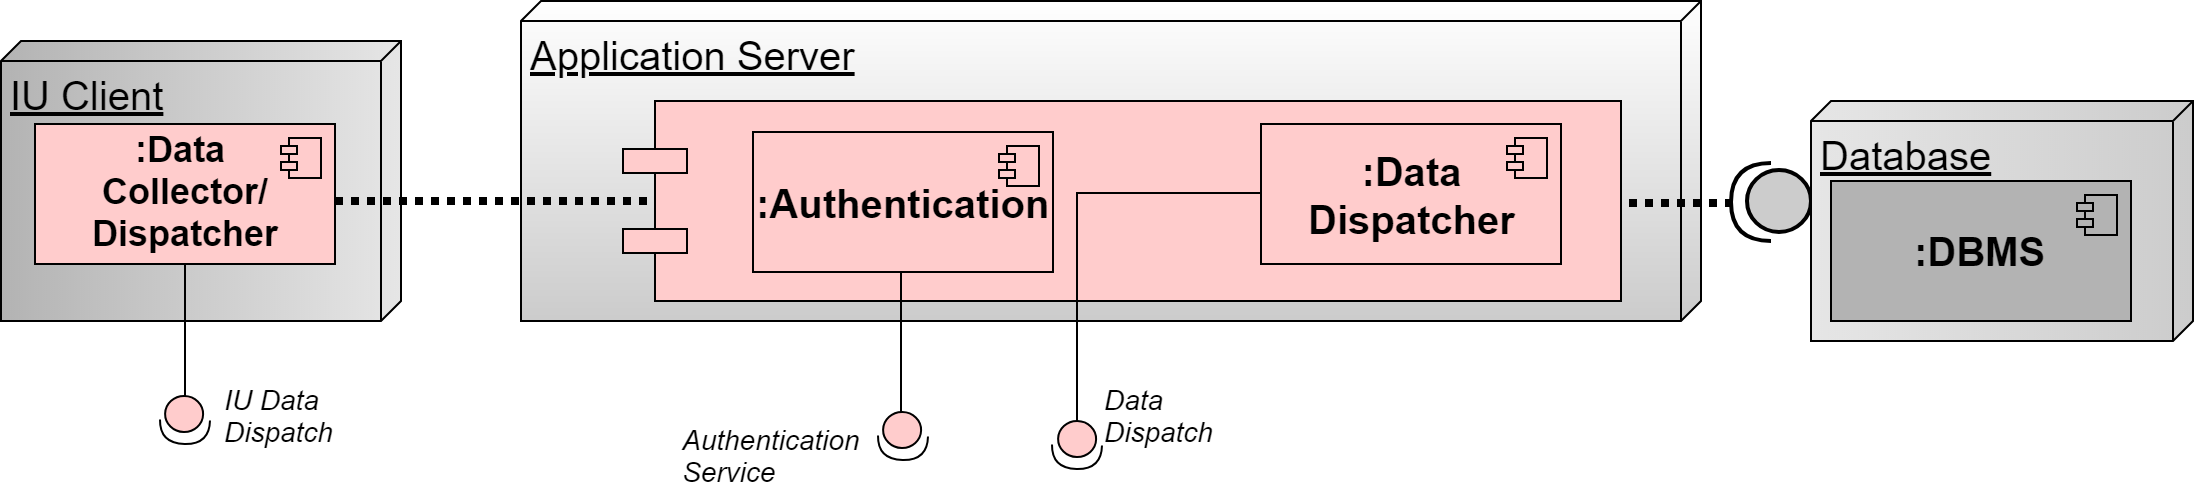 Application Server
IU Client
:Data
Collector/
Dispatcher
:Authentication
:Data
Dispatcher
Database
:DBMS
IU Data
Dispatch
Authentication
Service
Data
Dispatch